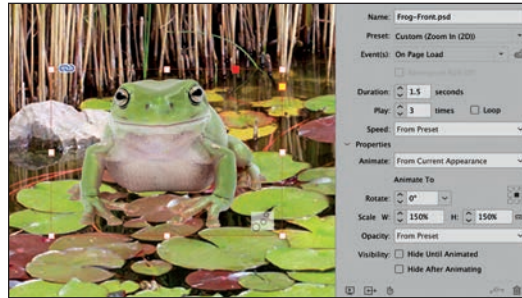 Name: Frog-Front.psd
Preset: Custom (Zoom In (2D))
Event(s): On Page Load
Duration: 1.5 seconds
Play: 3 times Loop
Speed: From Preset
Properties
Animate: From Current Appearance
Animate To
Rotate: 0°
Scale W: 150% H: 150%
Opacity: From Preset
Visibility: Hide Until Animated
Hide After Animating